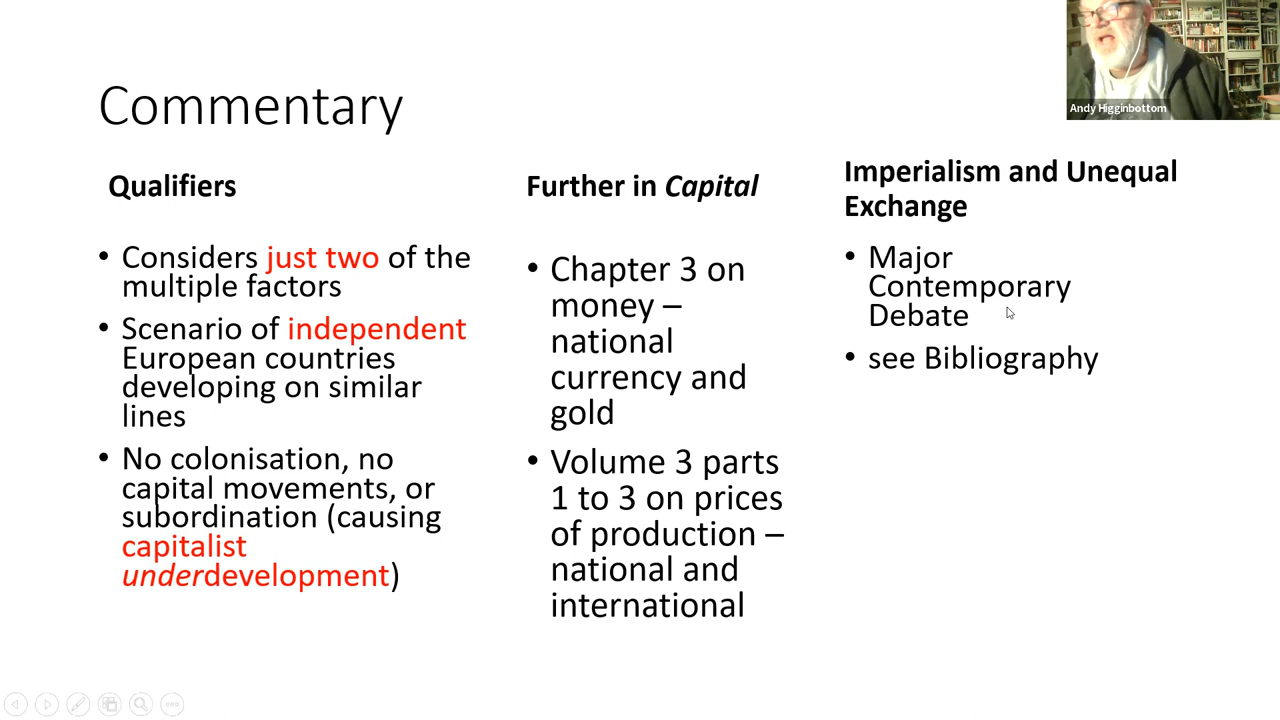 Andy Higginbottom
Commentary
Qualifiers
• Considers just two of the
multiple factors
• Scenario of independent
European countries
developing on similar
lines
• No colonisation, no
capital movements, or
subordination (causing
capitalist
underdevelopment)
Further in Capital
• Chapter 3 on
money –
national
currency and
gold
• Volume 3 parts
1 to 3 on prices
of production –
national and
international
Imperialism and Unequal
Exchange
• Major
Contemporary
Debate
• see Bibliography